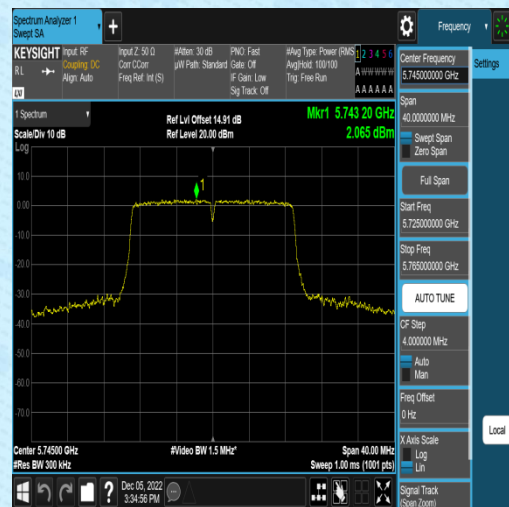 Spectrum Analyzer 1
Swept SA
+
Frequency
KEYSIGHT
RL
Input: RF
Coupling: DC
Align: Auto
Input Z: 50 Ω
Corr CCorr
Freq Ref: Int (S)
#Atten: 30 dB
µW Path: Standard
PNO: Fast
Gate: Off
IF Gain: Low
Sig Track: Off
#Avg Type: Power (RMS
Avg|Hold: 100/100
Trig: Free Run
1 2 3 4 5 6
A W W W W W
A A A A A A
LXI
Center Frequency
5.745000000 GHz
Settings
Span
40.0000000 MHz
Swept Span
Zero Span
Full Span
Start Freq
5.725000000 GHz
Stop Freq
5.765000000 GHz
AUTO TUNE
CF Step
4.000000 MHz
Auto
Man
Freq Offset
0 Hz
X Axis Scale
Log
Lin
Signal Track
(Span Zoom)
Local
1 Spectrum
Scale/Div 10 dB
Log
Ref Lvl Offset 14.91 dB
Ref Level 20.00 dBm
Mkr1 5.743 20 GHz
2.065 dBm
1
10.0
0.00
-10.0
-20.0
-30.0
-40.0
-50.0
-60.0
-70.0
Center 5.74500 GHz
#Res BW 300 kHz
#Video BW 1.5 MHz*
Span 40.00 MHz
Sweep 1.00 ms (1001 pts)
?
Dec 05, 2022
3:34:56 PM